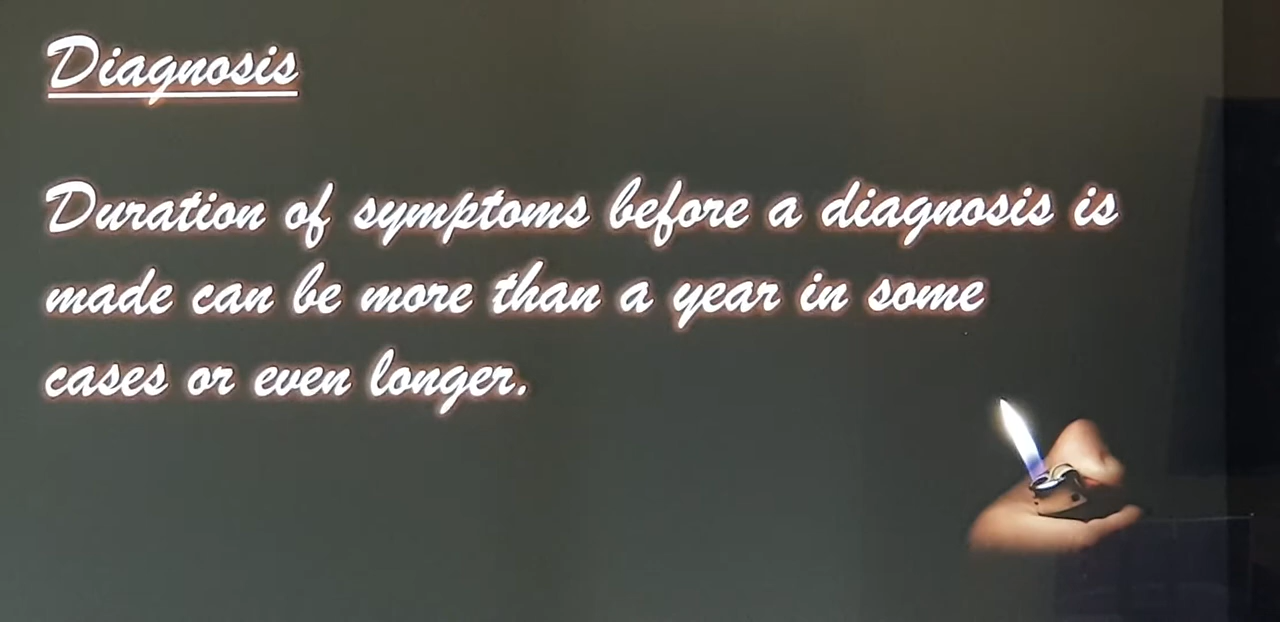 Diagnosis
Duration of symptoms before a diagnosis is
made can be more than a year in some
cases or even longer.